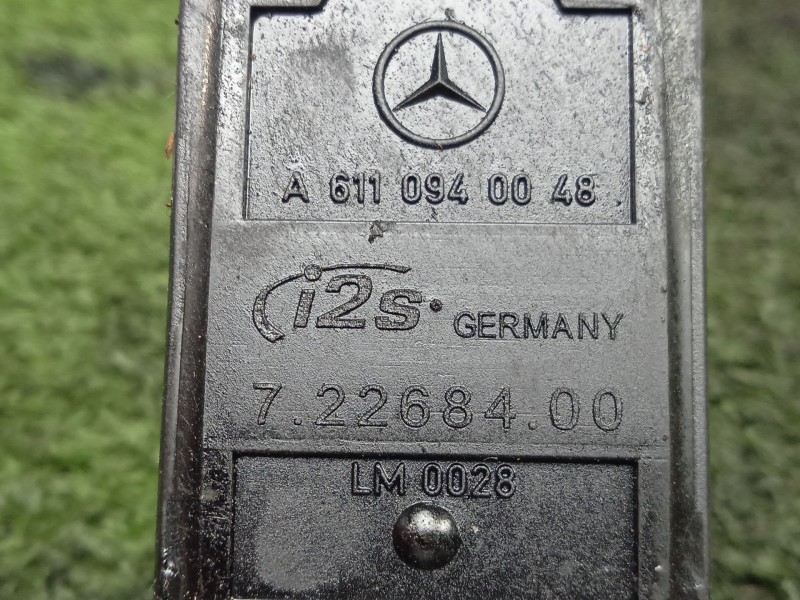 A 611 094 00 48
i2s GERMANY
7.22684.00
LM 0028